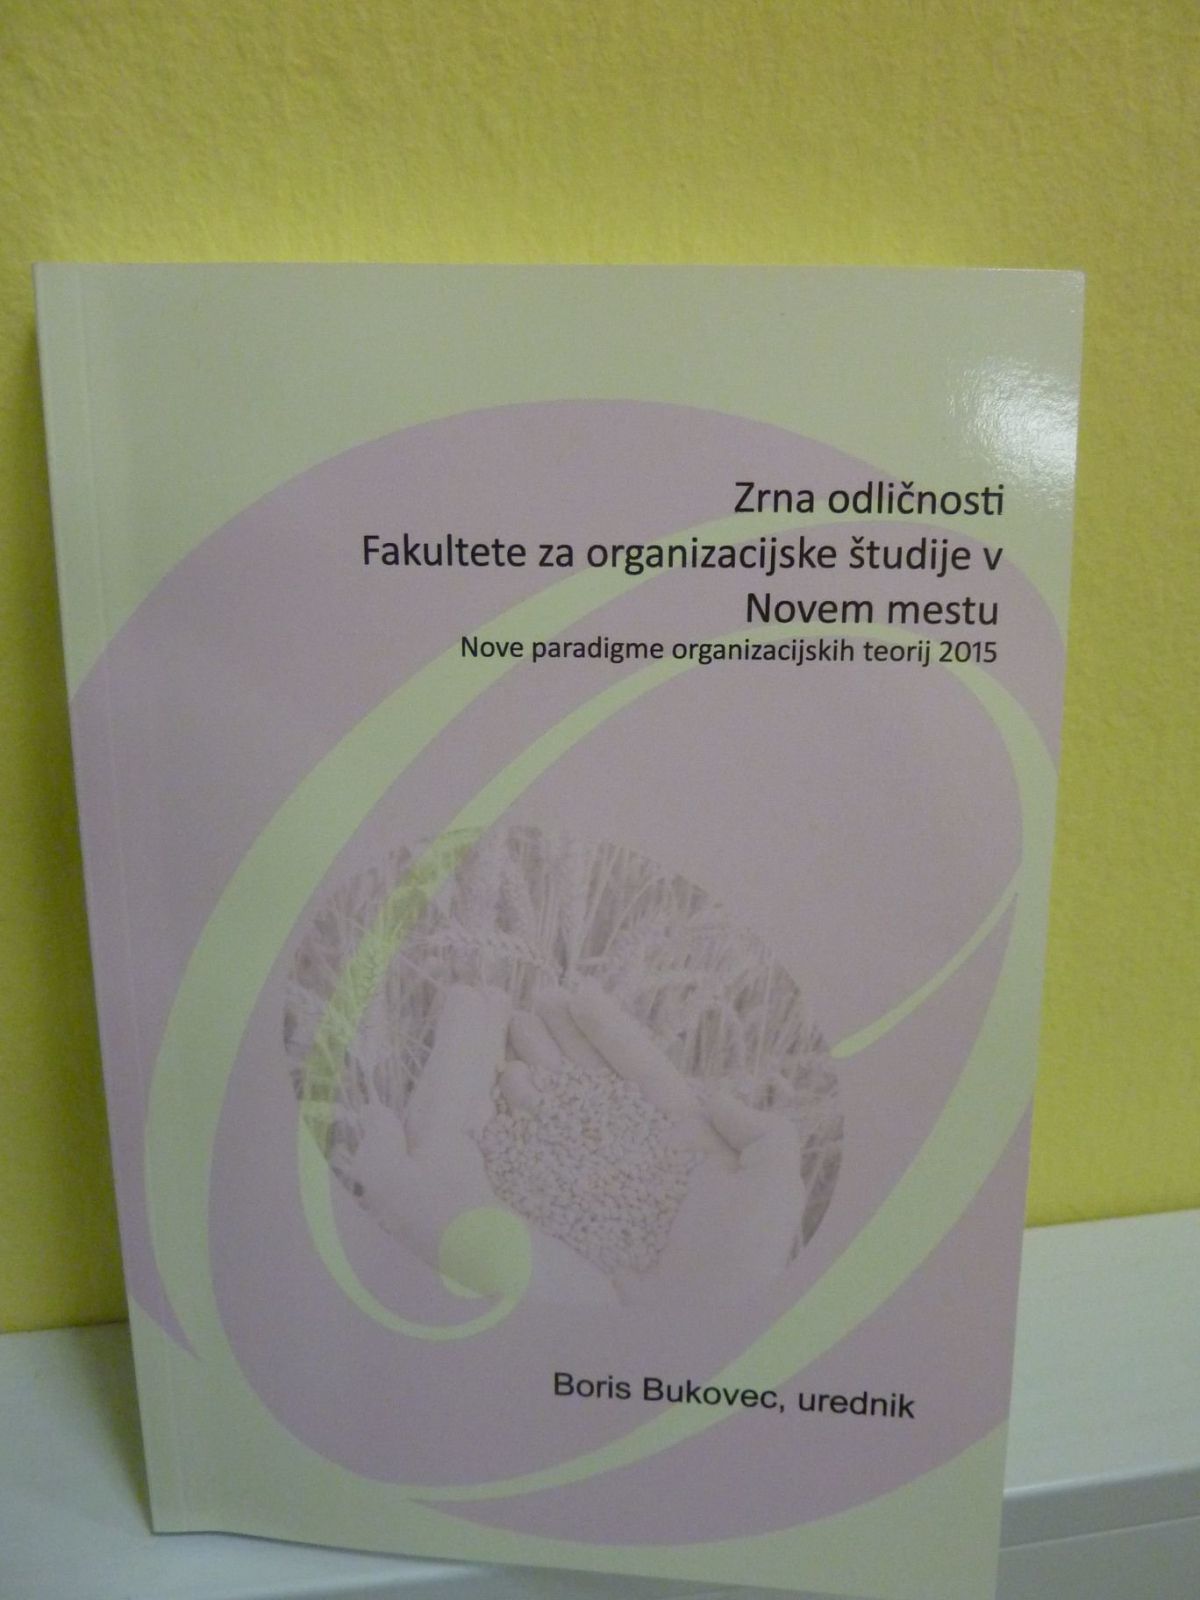 Zrna odličnosti
Fakultete za organizacijske študije v
Novem mestu
Nove paradigme organizacijskih teorij 2015
Boris Bukovec, urednik